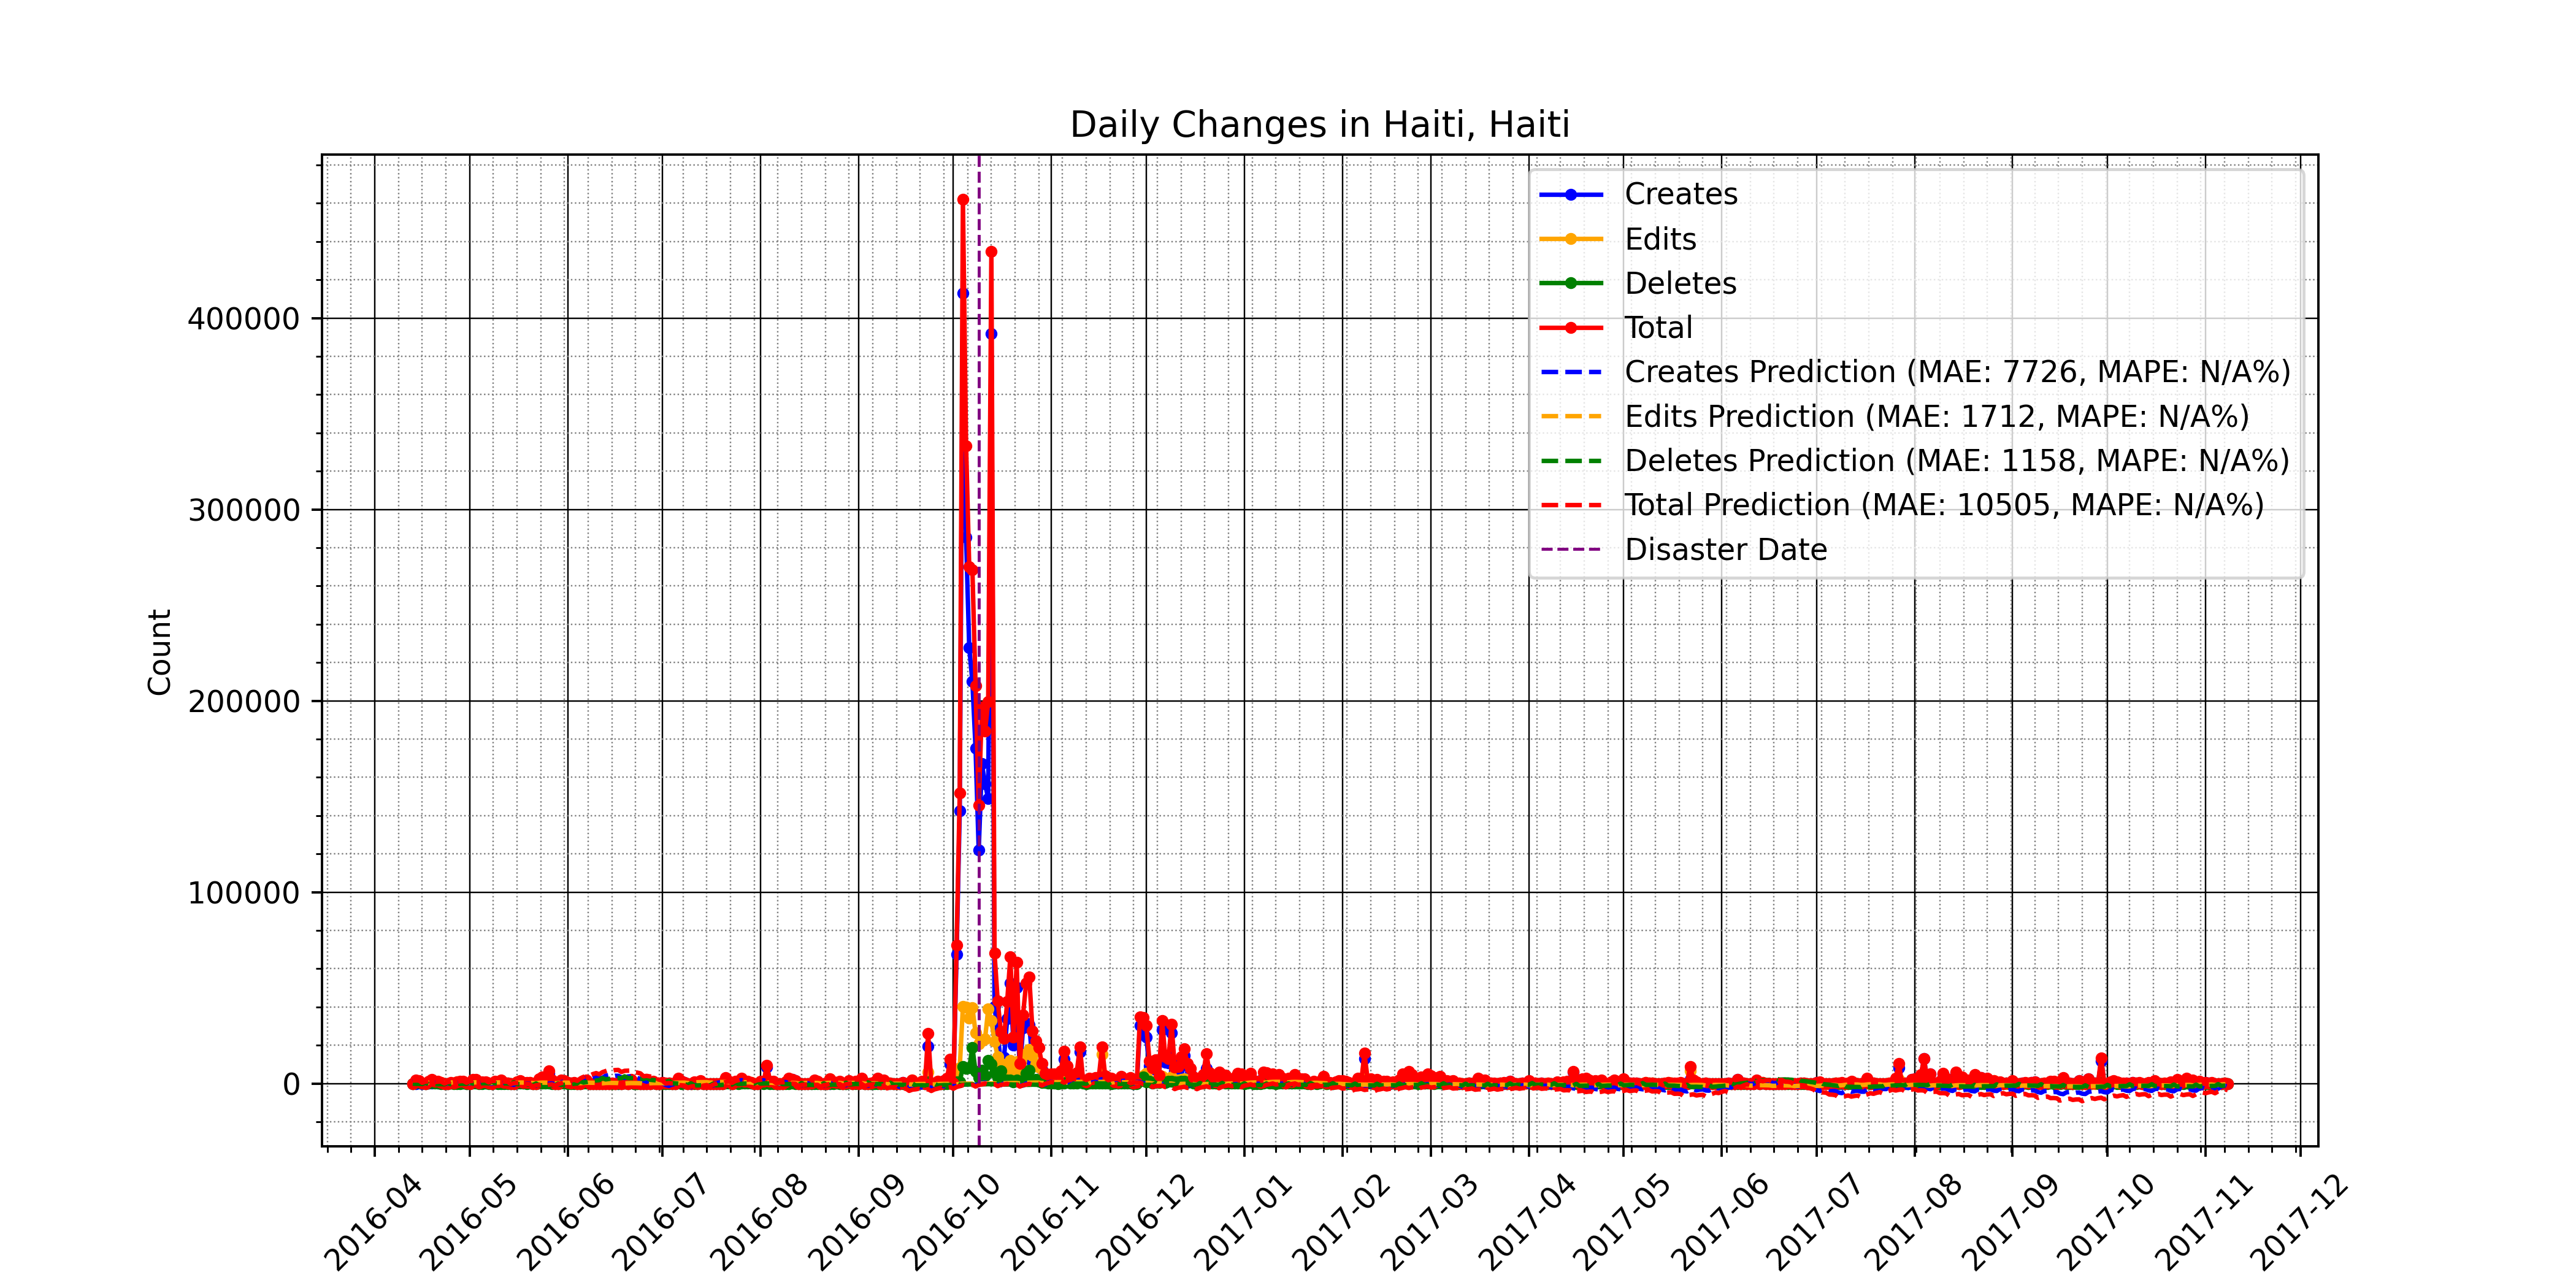 Daily Changes in Haiti, Haiti
Creates
Edits
Deletes
Total
Creates Prediction (MAE: 7726, MAPE: N/A%)
Edits Prediction (MAE: 1712, MAPE: N/A%)
Deletes Prediction (MAE: 1158, MAPE: N/A%)
Total Prediction (MAE: 10505, MAPE: N/A%)
Disaster Date
Count
400000
300000
200000
100000
0
2016-04
2016-05
2016-06
2016-07
2016-08
2016-09
2016-10
2016-11
2016-12
2017-01
2017-02
2017-03
2017-04
2017-05
2017-06
2017-07
2017-08
2017-09
2017-10
2017-11
2017-12